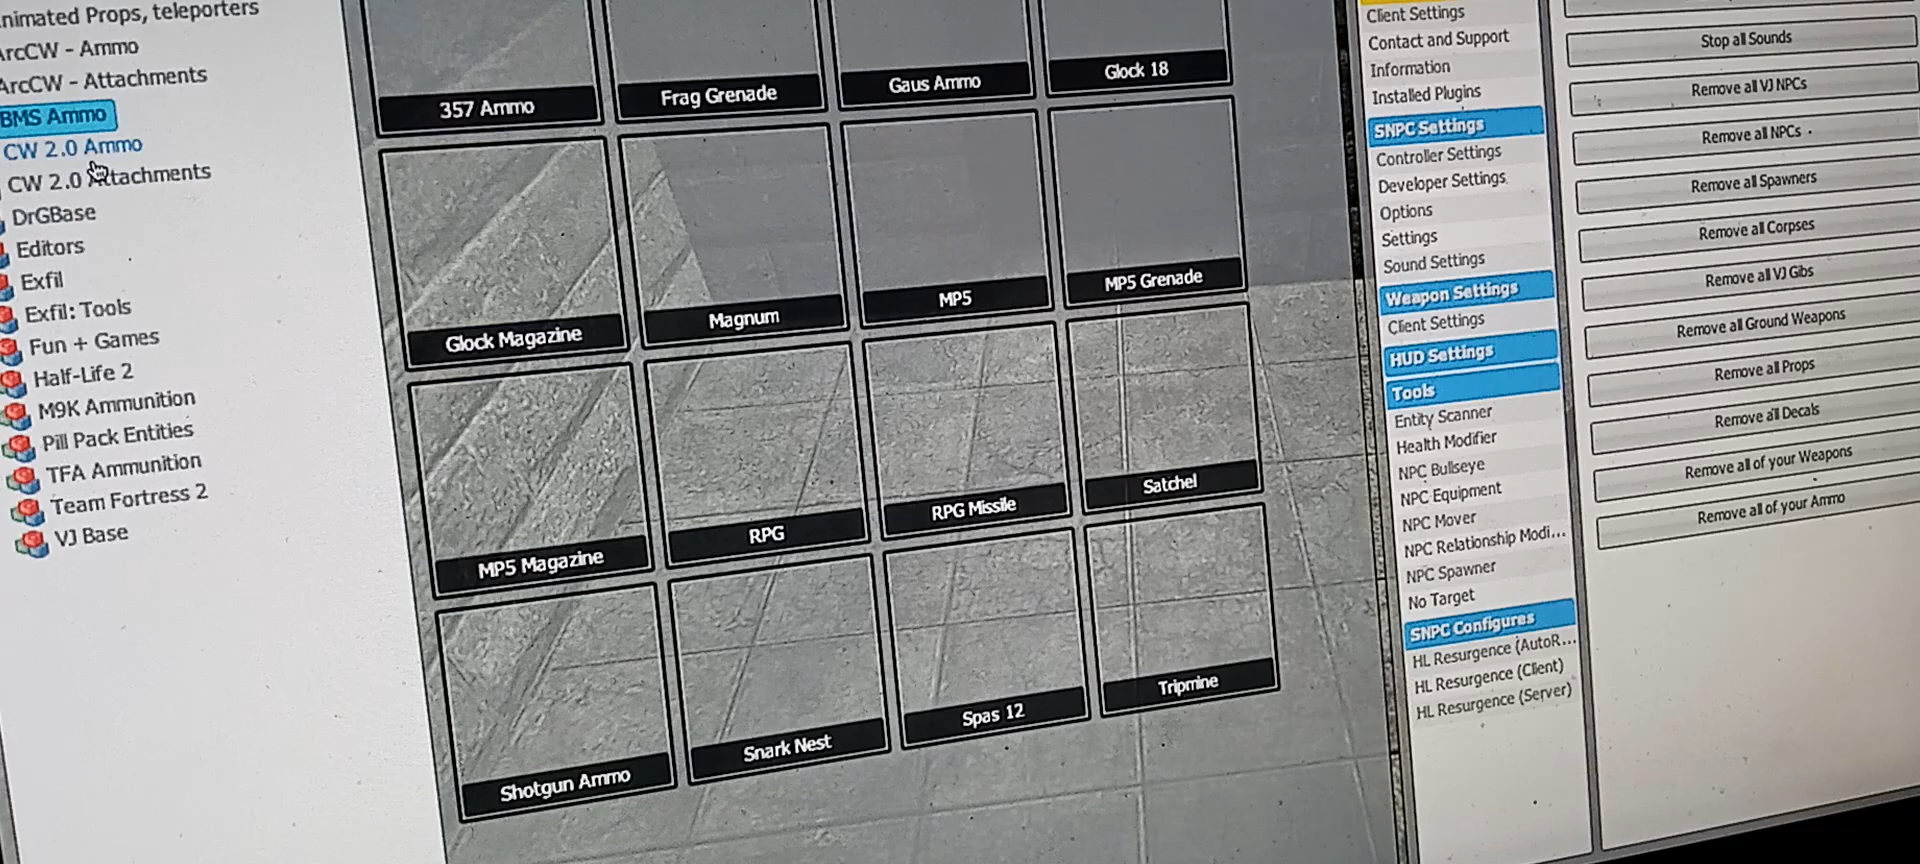 nimated Props, teleporters
ArcCW - Ammo
ArcCW - Attachments
BMS Ammo
CW 2.0 Ammo
CW 2.0 Attachments
DrGBase
Editors
Exfil
Exfil: Tools
Fun + Games
Half-Life 2
M9K Ammunition
Pill Pack Entities
TFA Ammunition
Team Fortress 2
VJ Base
357 Ammo
Frag Grenade
Gaus Ammo
Glock 18
Glock Magazine
Magnum
MP5
MP5 Grenade
MP5 Magazine
RPG
RPG Missile
Satchel
Shotgun Ammo
Snark Nest
Spas 12
Tripmine
Client Settings
Contact and Support
Information
Installed Plugins
SNPC Settings
Controller Settings
Developer Settings
Options
Settings
Sound Settings
Weapon Settings
Client Settings
HUD Settings
Tools
Entity Scanner
Health Modifier
NPC Bullseye
NPC Equipment
NPC Mover
NPC Relationship Modi...
NPC Spawner
No Target
SNPC Configures
HL Resurgence (AutoR...
HL Resurgence (Client)
HL Resurgence (Server)
Stop all Sounds
Remove all VJ NPCs
Remove all NPCs
Remove all Spawners
Remove all Corpses
Remove all VJ Gibs
Remove all Ground Weapons
Remove all Props
Remove all Decals
Remove all of your Weapons
Remove all of your Ammo